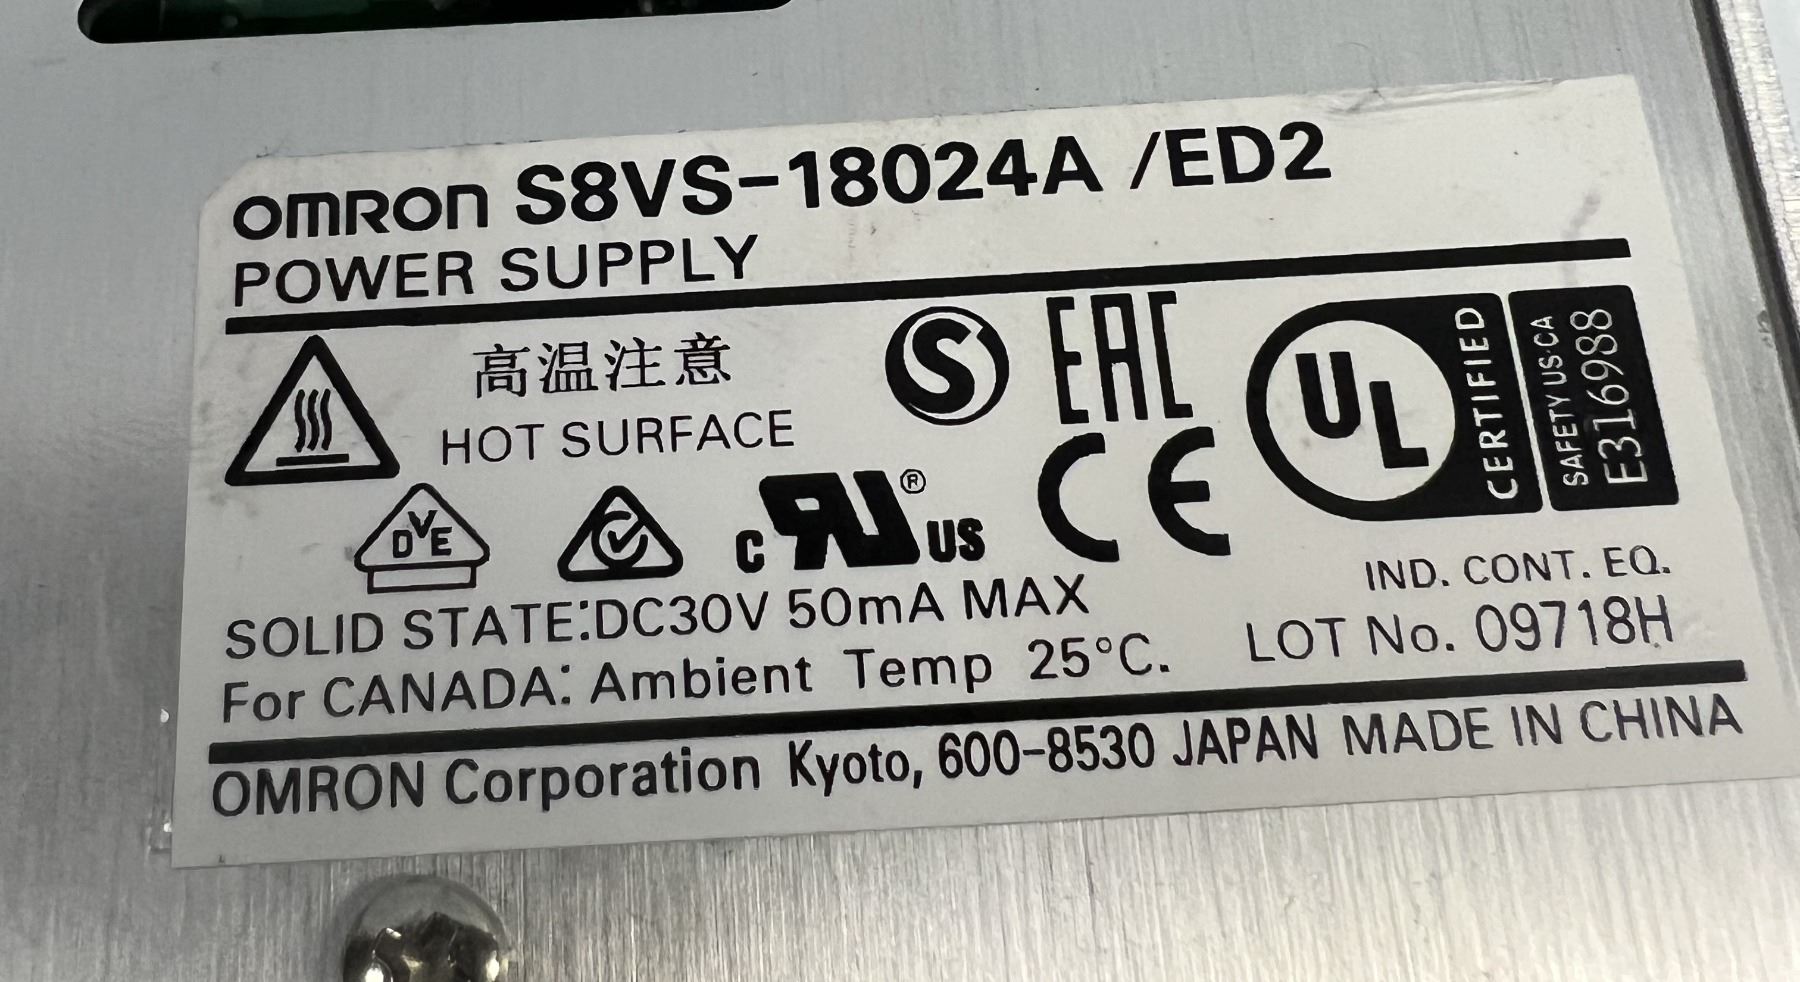 OMRON S8VS-18024A /ED2
POWER SUPPLY
高温注意
HOT SURFACE
S
EAC
UL
CERTIFIED
SAFETY US·CA
E316988
DVE
c RU® US
CE
IND. CONT. EQ.
SOLID STATE:DC30V 50mA MAX
LOT No. 09718H
For CANADA: Ambient Temp 25°C.
OMRON Corporation Kyoto, 600-8530 JAPAN MADE IN CHINA